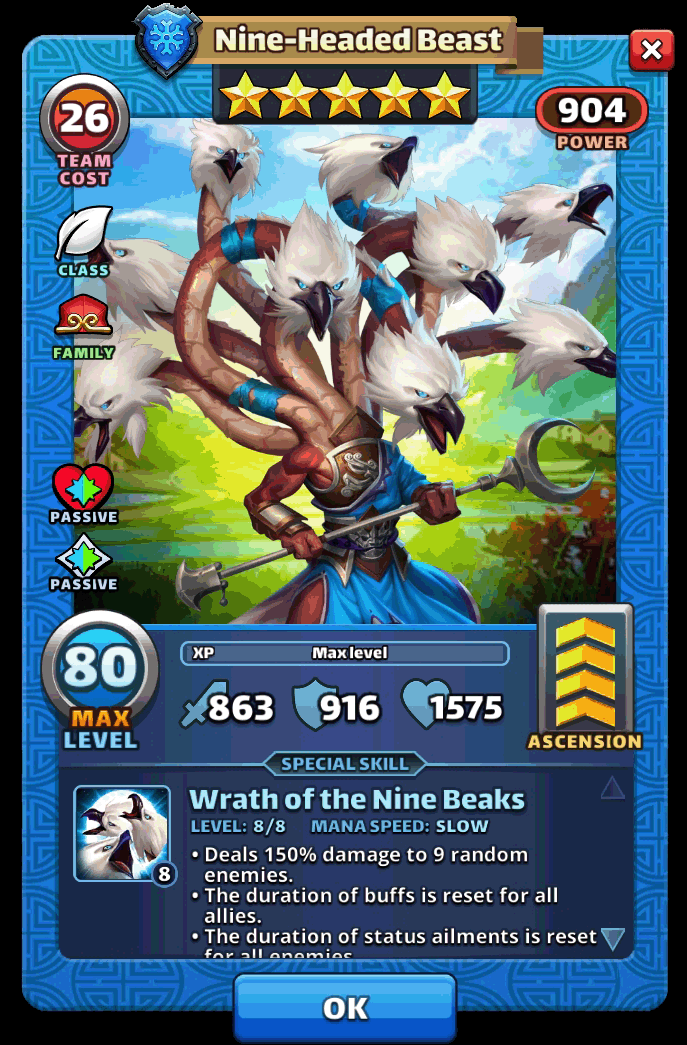 Nine-Headed Beast
26
TEAM
COST
904
POWER
CLASS
FAMILY
PASSIVE
PASSIVE
80
MAX
LEVEL
XP Max level
863 916 1575
ASCENSION
SPECIAL SKILL
Wrath of the Nine Beaks
LEVEL: 8/8 MANA SPEED: SLOW
8
• Deals 150% damage to 9 random
enemies.
• The duration of buffs is reset for all
allies.
• The duration of status ailments is reset
for all enemies
OK